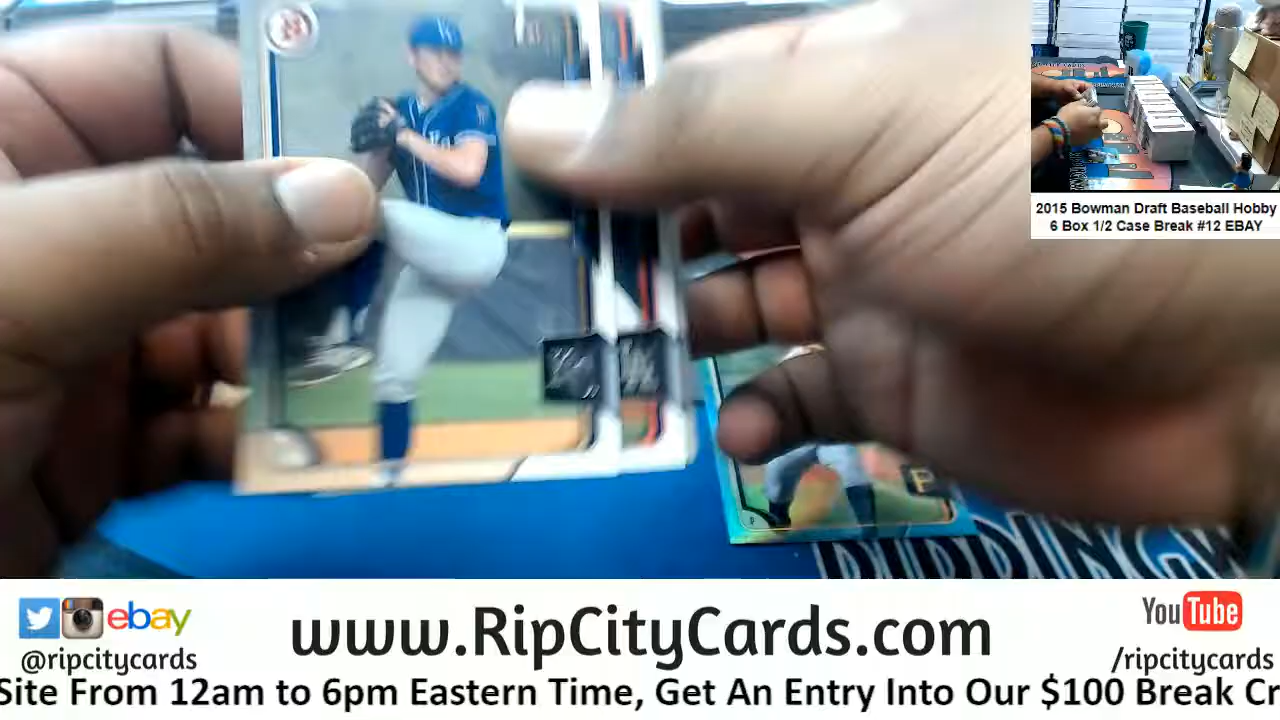 2015 Bowman Draft Baseball Hobby
6 Box 1/2 Case Break #12 EBAY
P
ebay
@ripcitycards
www.RipCityCards.com
YouTube
/ripcitycards
Site From 12am to 6pm Eastern Time, Get An Entry Into Our $100 Break Cr